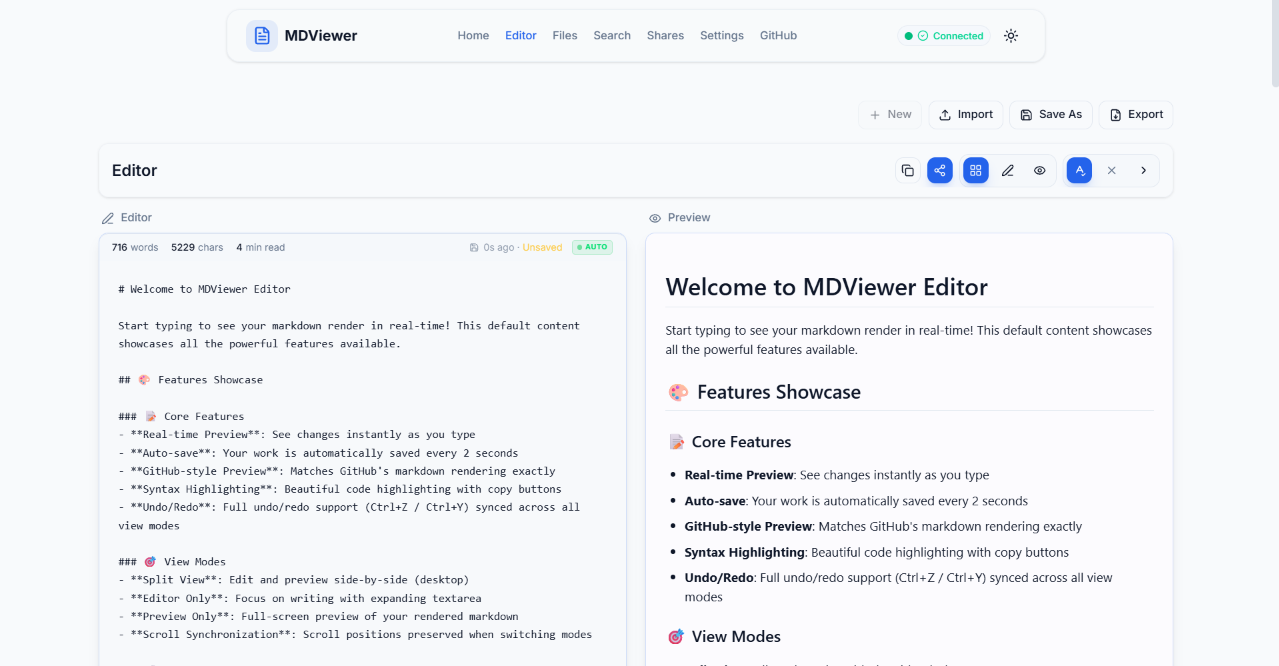 MDViewer
Home Editor Files Search Shares Settings GitHub
Connected
New Import Save As Export
Editor
Editor
716 words 5229 chars 4 min read 0s ago · Unsaved AUTO
# Welcome to MDViewer Editor
Start typing to see your markdown render in real-time! This default content
showcases all the powerful features available.
## 🎨 Features Showcase
### 📝 Core Features
- **Real-time Preview**: See changes instantly as you type
- **Auto-save**: Your work is automatically saved every 2 seconds
- **GitHub-style Preview**: Matches GitHub's markdown rendering exactly
- **Syntax Highlighting**: Beautiful code highlighting with copy buttons
- **Undo/Redo**: Full undo/redo support (Ctrl+Z / Ctrl+Y) synced across all
view modes
### 🎯 View Modes
- **Split View**: Edit and preview side-by-side (desktop)
- **Editor Only**: Focus on writing with expanding textarea
- **Preview Only**: Full-screen preview of your rendered markdown
- **Scroll Synchronization**: Scroll positions preserved when switching modes
Preview
Welcome to MDViewer Editor
Start typing to see your markdown render in real-time! This default content showcases
all the powerful features available.
🎨 Features Showcase
📝 Core Features
• Real-time Preview: See changes instantly as you type
• Auto-save: Your work is automatically saved every 2 seconds
• GitHub-style Preview: Matches GitHub's markdown rendering exactly
• Syntax Highlighting: Beautiful code highlighting with copy buttons
• Undo/Redo: Full undo/redo support (Ctrl+Z / Ctrl+Y) synced across all view
modes
🎯 View Modes